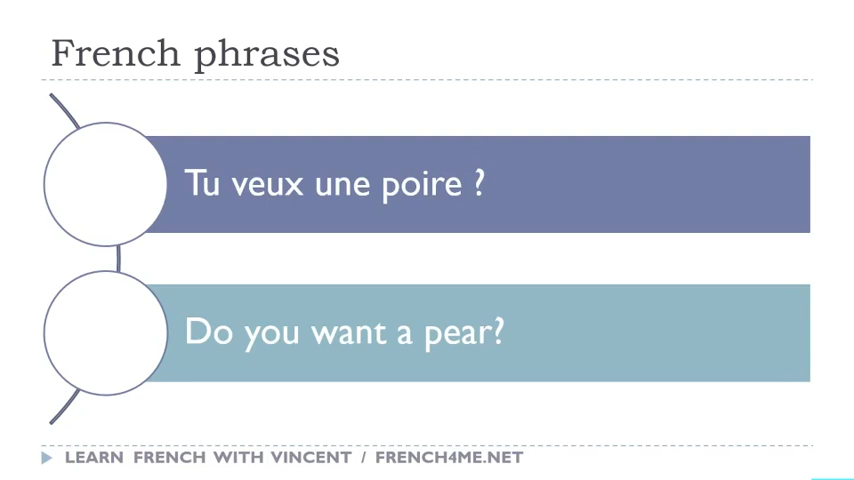 French phrases
Tu veux une poire ?
Do you want a pear?
LEARN FRENCH WITH VINCENT / FRENCH4ME.NET